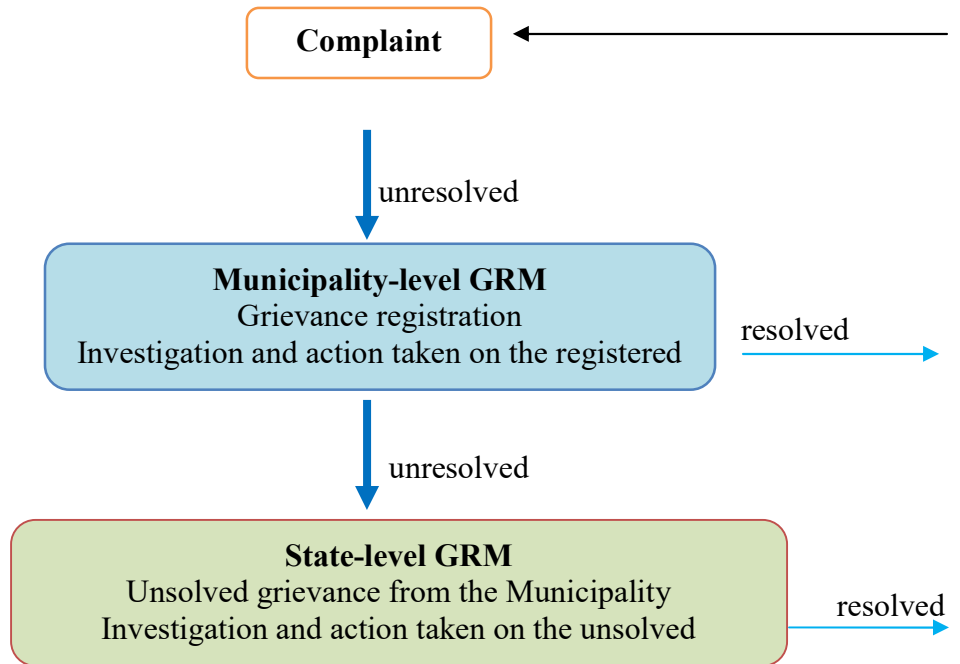 Complaint
unresolved
Municipality-level GRM
Grievance registration
Investigation and action taken on the registered
resolved
unresolved
State-level GRM
Unsolved grievance from the Municipality
Investigation and action taken on the unsolved
resolved